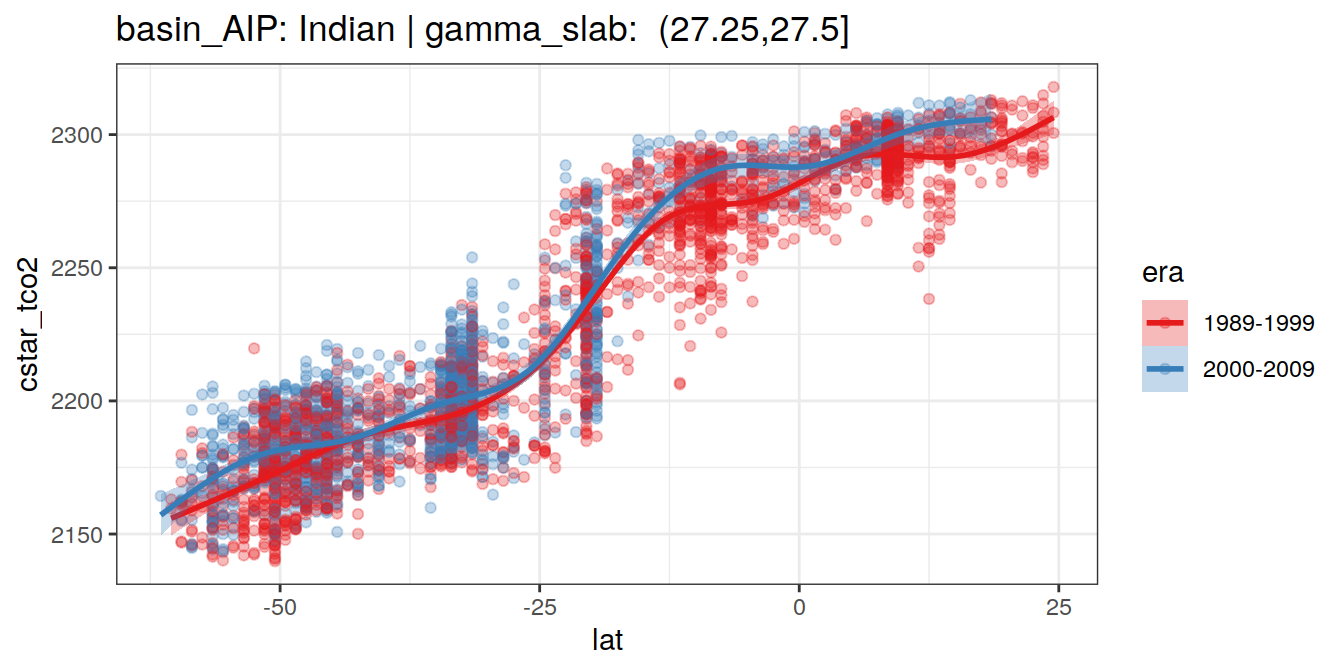 basin_AIP: Indian | gamma_slab:  (27.25,27.5]
cstar_tco2
2300
2250
2200
2150
-50
-25
0
25
lat
era
1989-1999
2000-2009